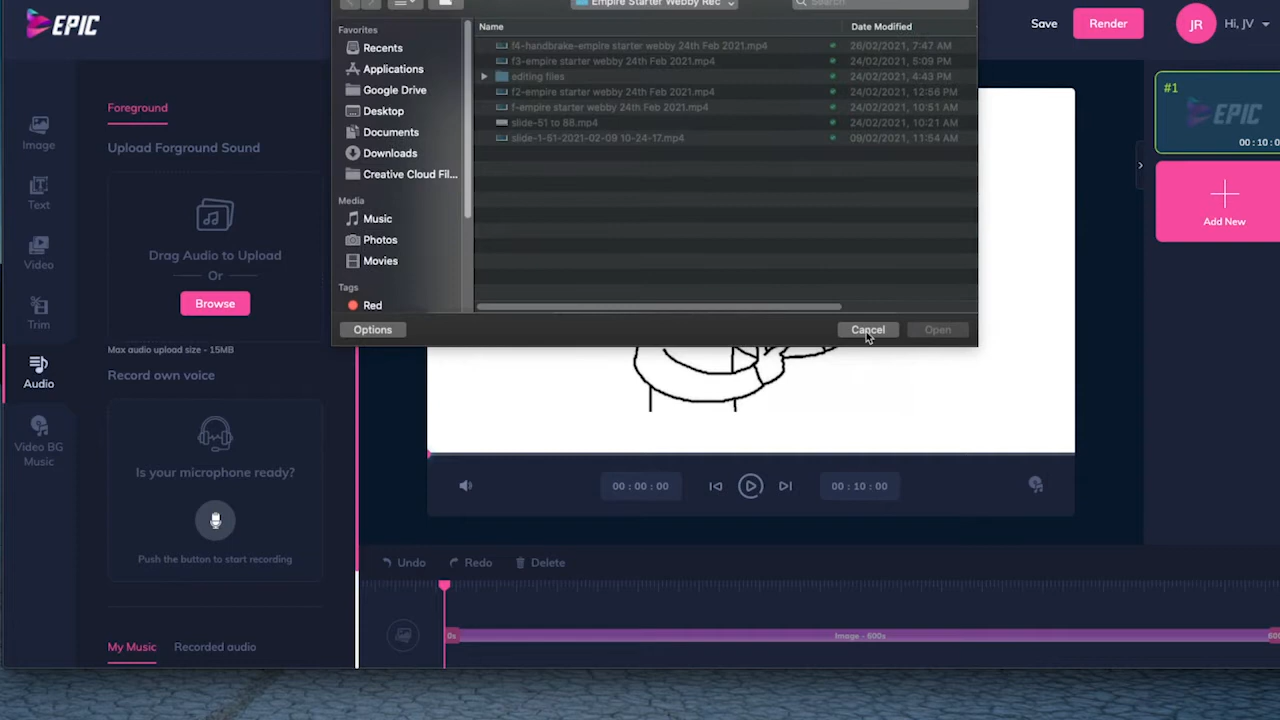 EPIC
Empire Starter Webby Rec
Search
Save
Render
JR
Hi, JV
Image
Text
Video
Trim
Audio
Video BG
Music
Foreground
Upload Forground Sound
Drag Audio to Upload
Or
Browse
Max audio upload size - 15MB
Record own voice
Is your microphone ready?
Push the button to start recording
My Music
Recorded audio
Favorites
Recents
Applications
Google Drive
Desktop
Documents
Downloads
Creative Cloud Fil...
Media
Music
Photos
Movies
Tags
Red
Name
Date Modified
f4-handbrake-empire starter webby 24th Feb 2021.mp4
26/02/2021, 7:47 AM
f3-empire starter webby 24th Feb 2021.mp4
24/02/2021, 5:09 PM
editing files
24/02/2021, 4:43 PM
f2-empire starter webby 24th Feb 2021.mp4
24/02/2021, 12:56 PM
f-empire starter webby 24th Feb 2021.mp4
24/02/2021, 10:51 AM
slide-51 to 88.mp4
24/02/2021, 10:21 AM
slide-1-51-2021-02-09 10-24-17.mp4
09/02/2021, 11:54 AM
Options
Cancel
Open
00 : 00 : 00
00 : 10 : 00
Undo
Redo
Delete
0s
Image - 600s
#1
EPIC
Add New